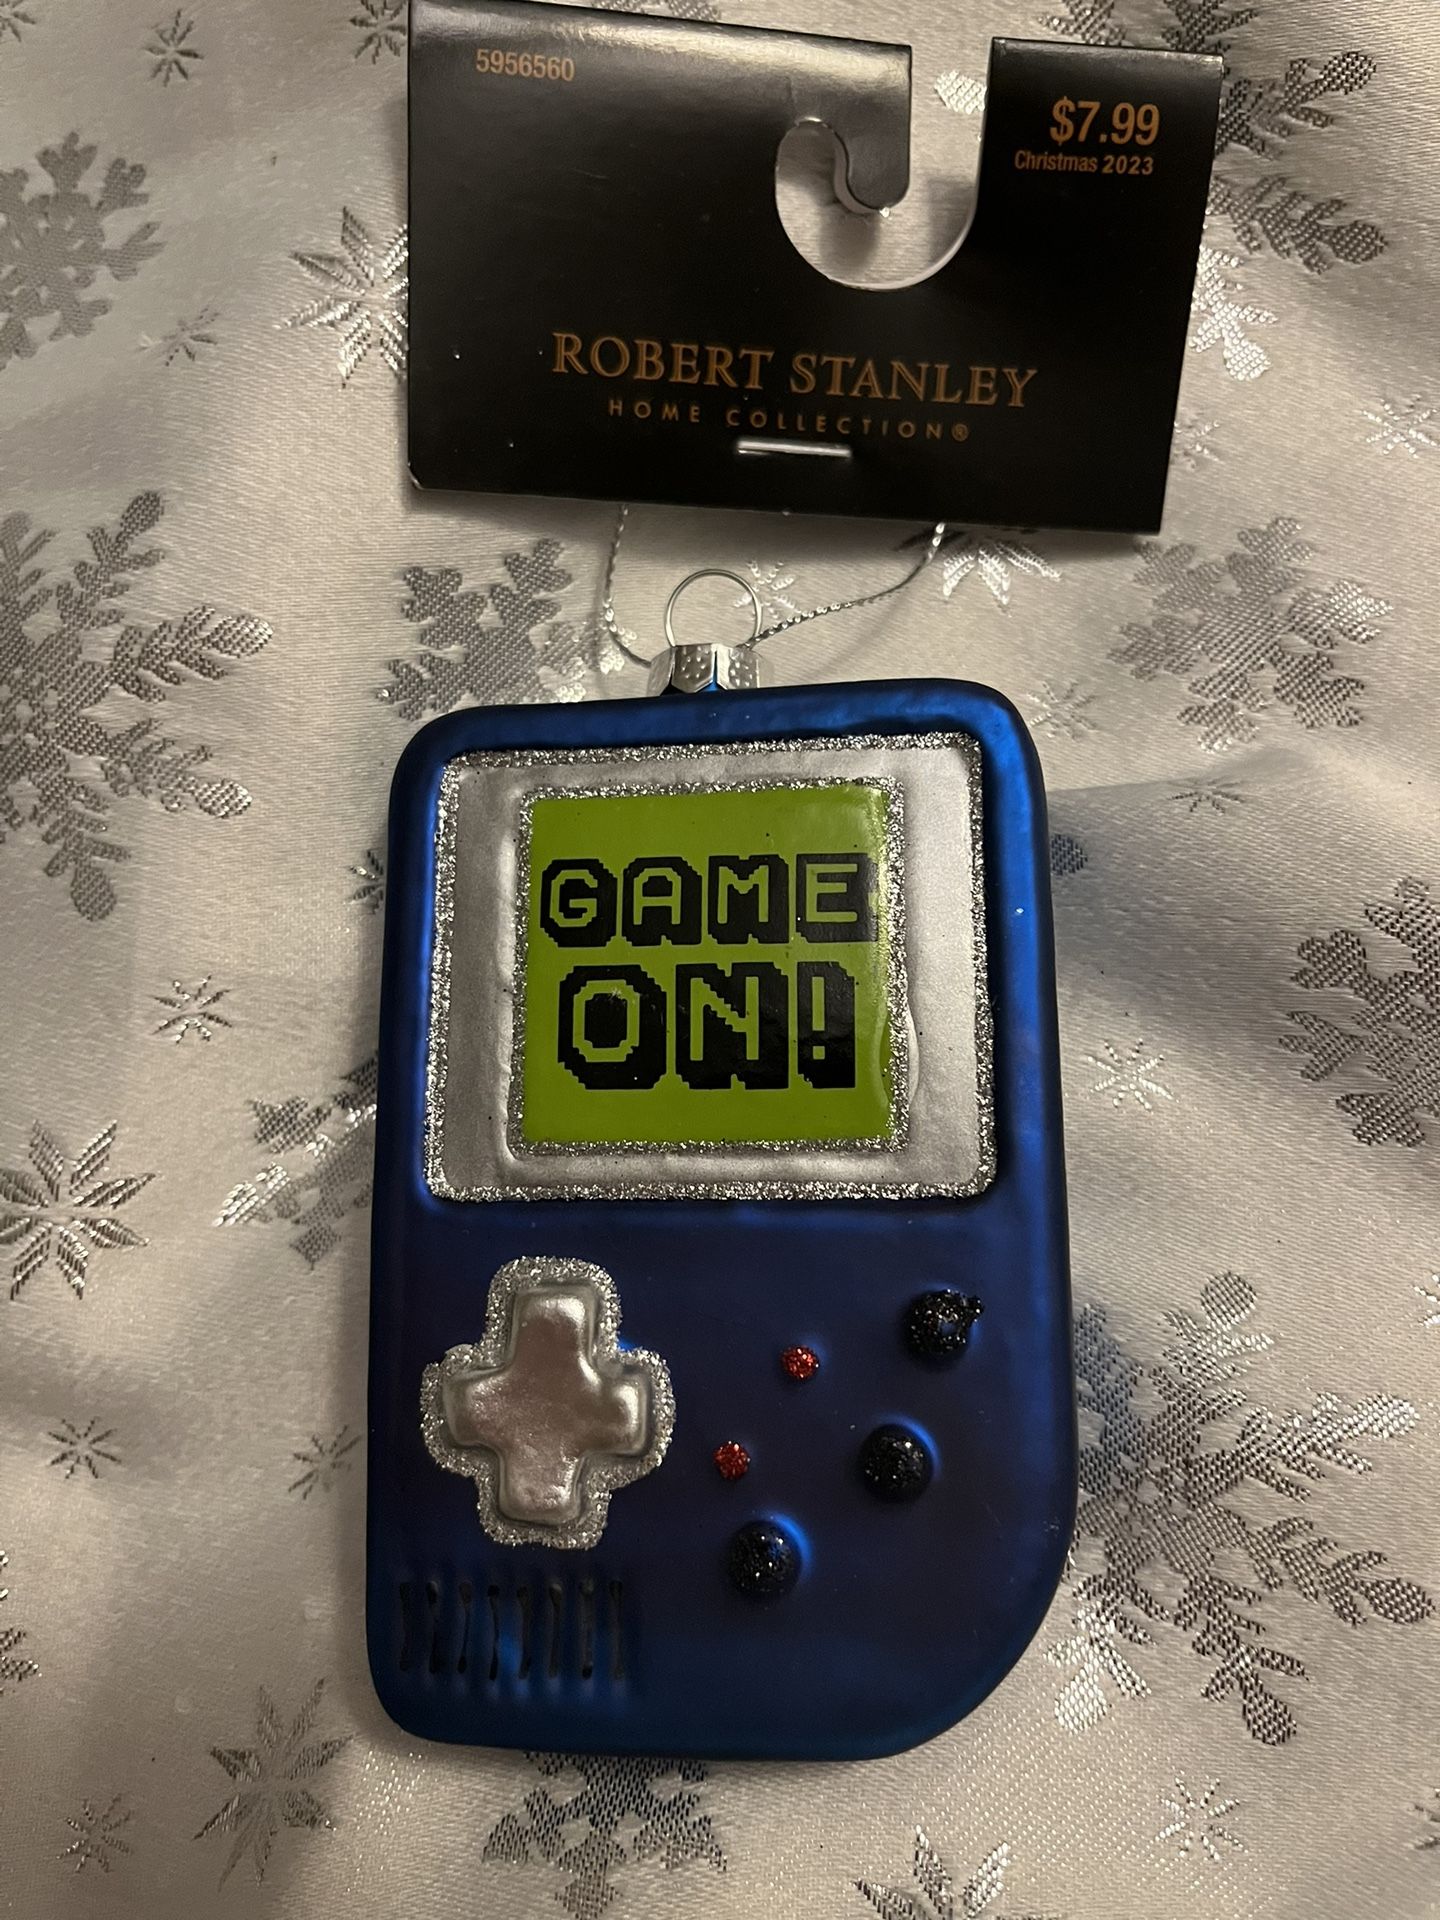 5956560
$7.99
Christmas 2023
ROBERT STANLEY
HOME COLLECTION®
GAME
ON!